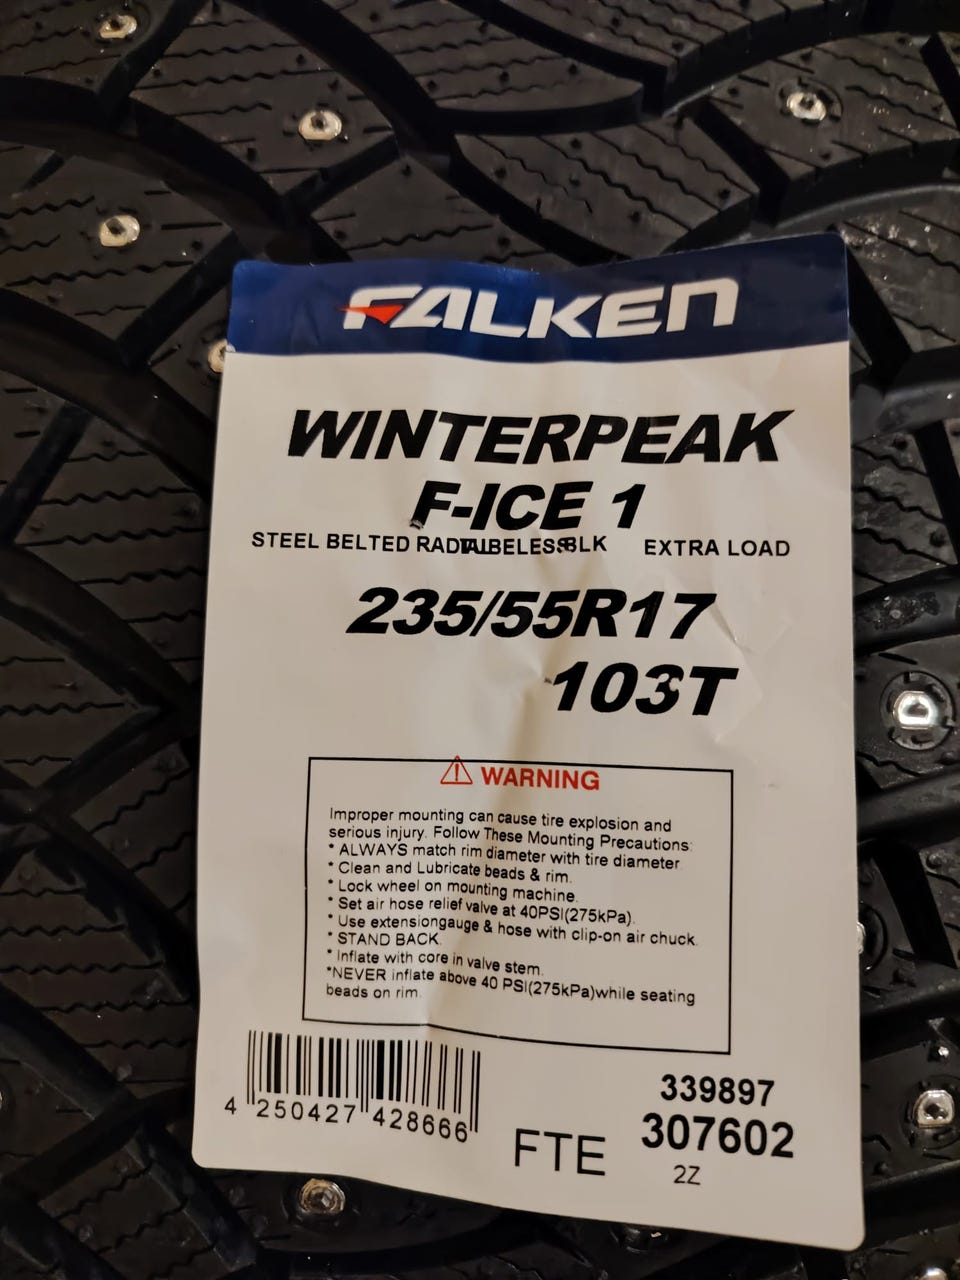 FALKEN
WINTERPEAK
F-ICE 1
STEEL BELTED RADIAL TUBELESS BLK EXTRA LOAD
235/55R17
103T
WARNING
Improper mounting can cause tire explosion and
serious injury. Follow These Mounting Precautions:
* ALWAYS match rim diameter with tire diameter
* Clean and Lubricate beads & rim.
* Lock wheel on mounting machine.
* Set air hose relief valve at 40PSI(275kPa).
* Use extensiongauge & hose with clip-on air chuck.
* STAND BACK.
* Inflate with core in valve stem.
*NEVER inflate above 40 PSI(275kPa)while seating
beads on rim.
4 250427 428666
FTE
339897
307602
2Z